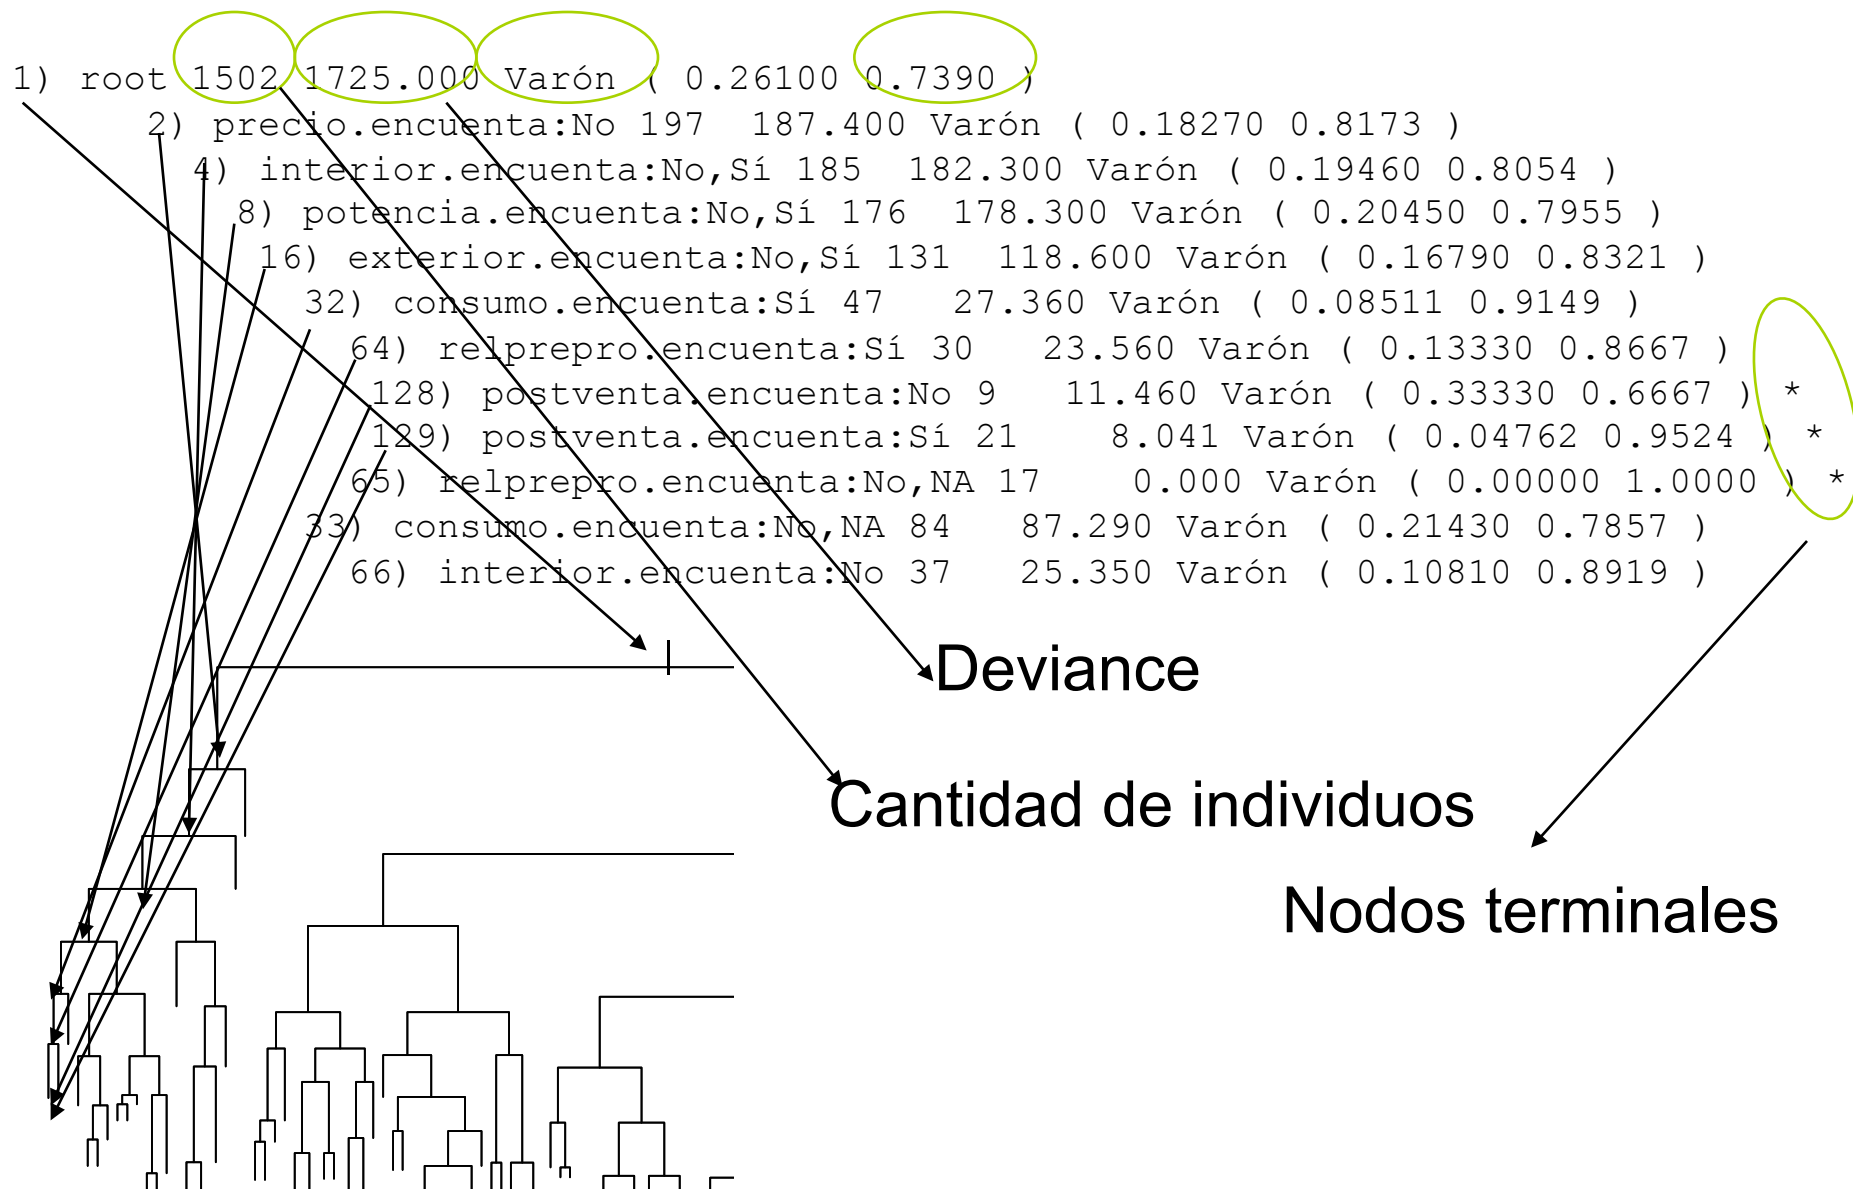 1) root 1502 1725.000 Varón ( 0.26100 0.7390 )
2) precio.encuenta:No 197 187.400 Varón ( 0.18270 0.8173 )
4) interior.encuenta:No,Sí 185 182.300 Varón ( 0.19460 0.8054 )
8) potencia.encuenta:No,Sí 176 178.300 Varón ( 0.20450 0.7955 )
16) exterior.encuenta:No,Sí 131 118.600 Varón ( 0.16790 0.8321 )
32) consumo.encuenta:Sí 47 27.360 Varón ( 0.08511 0.9149 )
64) relprepro.encuenta:Sí 30 23.560 Varón ( 0.13330 0.8667 )
128) postventa.encuenta:No 9 11.460 Varón ( 0.33330 0.6667 ) *
129) postventa.encuenta:Sí 21 8.041 Varón ( 0.04762 0.9524 ) *
65) relprepro.encuenta:No,NA 17 0.000 Varón ( 0.00000 1.0000 ) *
33) consumo.encuenta:No,NA 84 87.290 Varón ( 0.21430 0.7857 )
66) interior.encuenta:No 37 25.350 Varón ( 0.10810 0.8919 )
Deviance
Cantidad de individuos
Nodos terminales